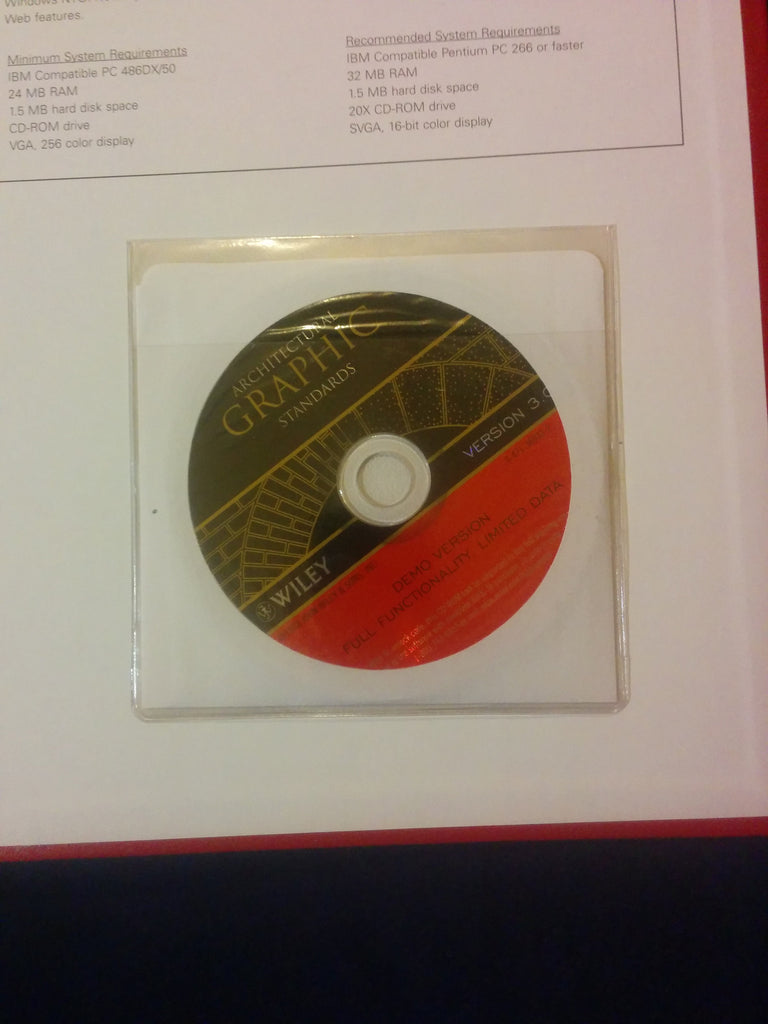 Web features.
Minimum System Requirements
IBM Compatible PC 486DX/50
24 MB RAM
1.5 MB hard disk space
CD-ROM drive
VGA, 256 color display
Recommended System Requirements
IBM Compatible Pentium PC 266 or faster
32 MB RAM
1.5 MB hard disk space
20X CD-ROM drive
SVGA, 16-bit color display
ARCHITECTURAL
GRAPHIC
STANDARDS
VERSION 3.0
WILEY
DEMO VERSION
FULL FUNCTIONALITY LIMITED DATA